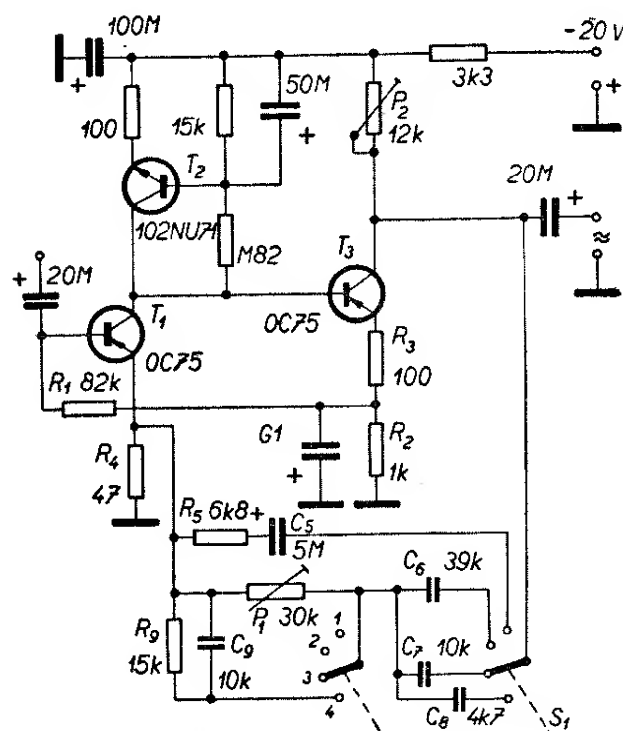 100M
+
-20V
+
3k3
100
15k
50M
+
P2
12k
T2
102NU71
M82
20M
+
≈
20M
+
T1
T3
0C75
0C75
R1 82k
R3
100
G1
+
R2
1k
R4
47
R5 6k8
+
C5
5M
C6 39k
P1 30k
R9
15k
C9
10k
1
2
3
4
C7 10k
C8 4k7
S1